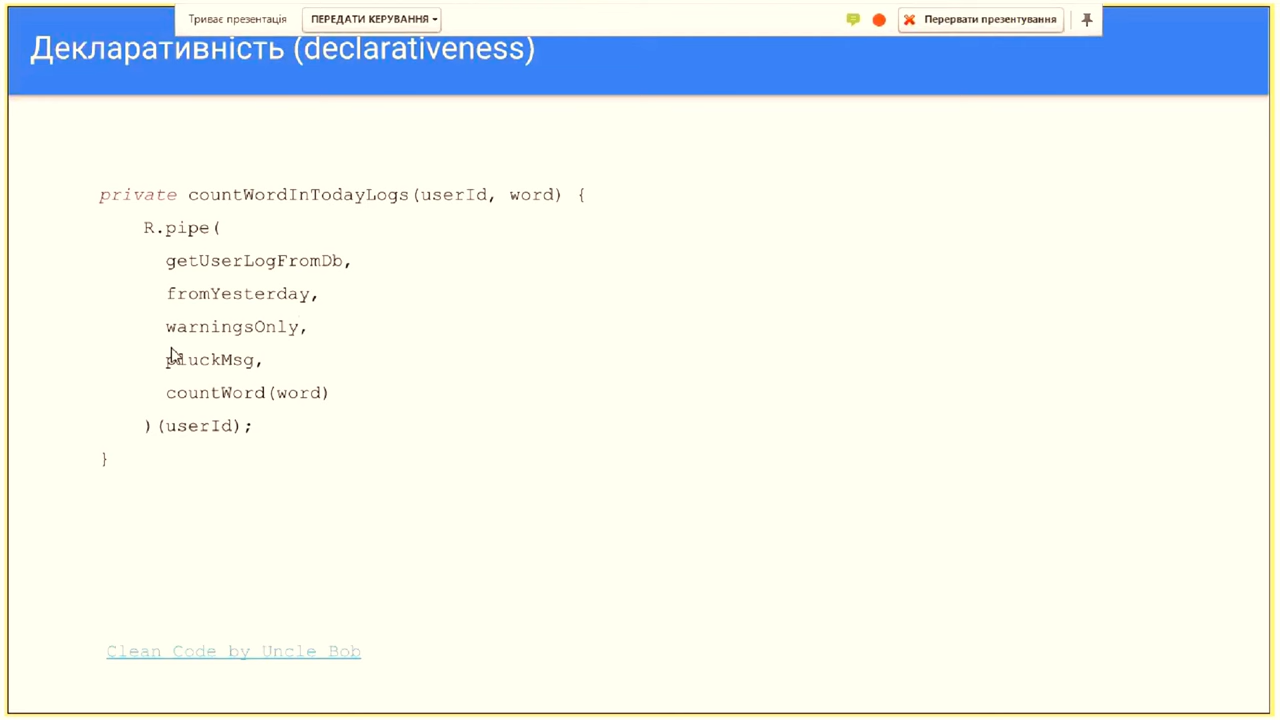 Триває презентація
ПЕРЕДАТИ КЕРУВАННЯ
Перервати презентування
Декларативність (declarativeness)
private countWordInTodayLogs(userId, word) {
R.pipe(
getUserLogFromDb,
fromYesterday,
warningsOnly,
pluckMsg,
countWord(word)
)(userId);
}
Clean Code by Uncle Bob